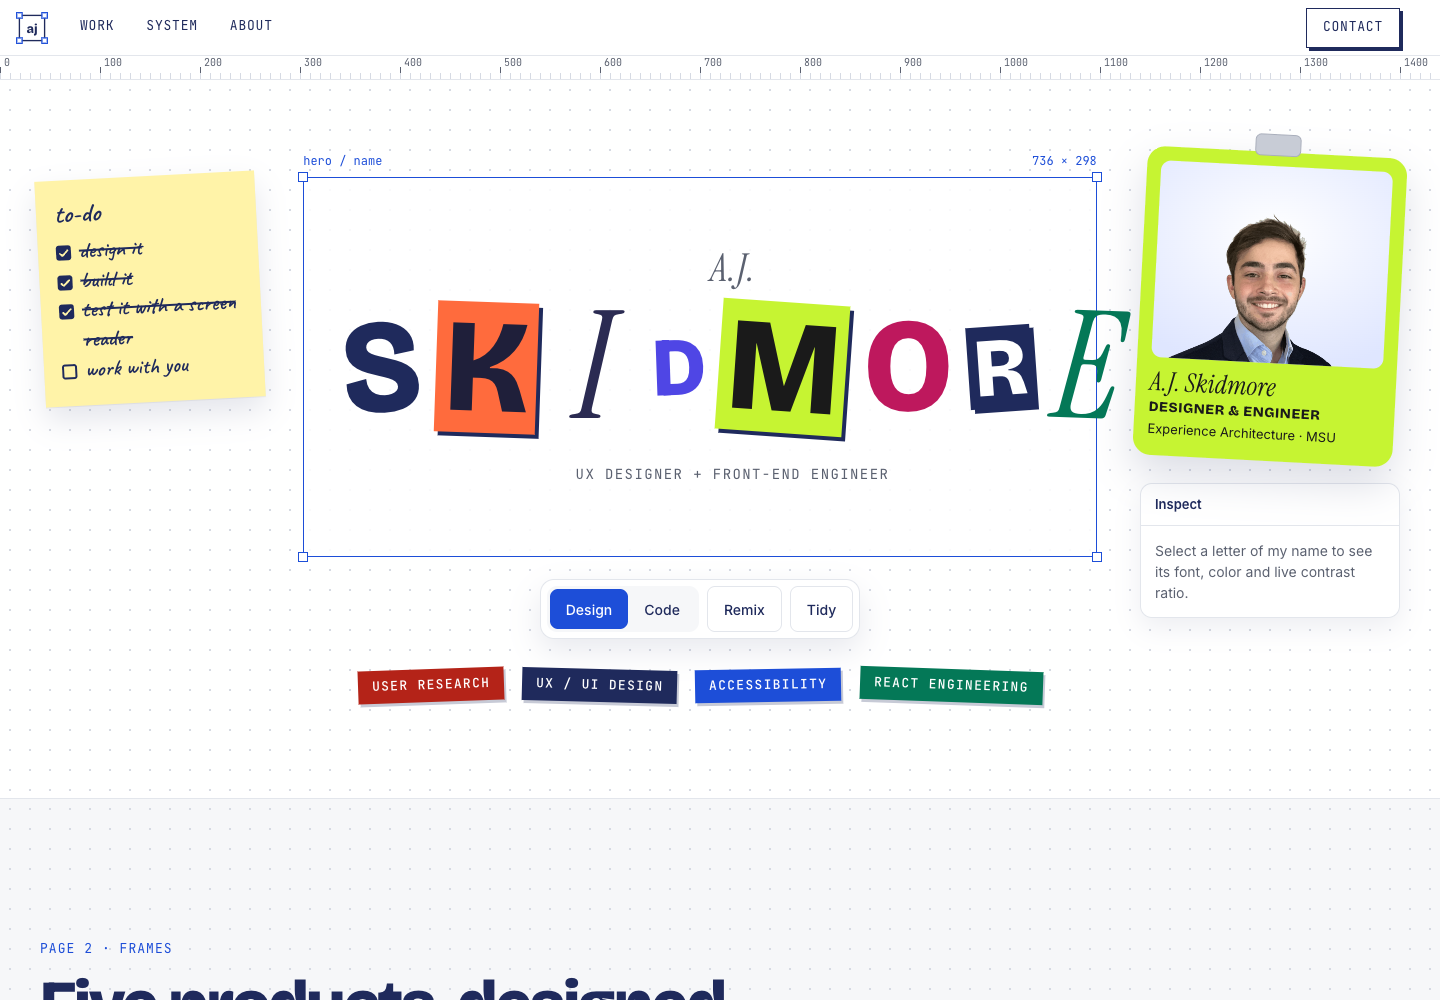 aj
WORK SYSTEM ABOUT CONTACT
0 100 200 300 400 500 600 700 800 900 1000 1100 1200 1300 1400
hero / name 736 × 298
to-do
design it
build it
test it with a screen
reader
work with you
A.J.
SKIDMORE
UX DESIGNER + FRONT-END ENGINEER
A.J. Skidmore
DESIGNER & ENGINEER
Experience Architecture · MSU
Inspect
Select a letter of my name to see
its font, color and live contrast
ratio.
Design Code Remix Tidy
USER RESEARCH UX / UI DESIGN ACCESSIBILITY REACT ENGINEERING
PAGE 2 · FRAMES
Five products, designed